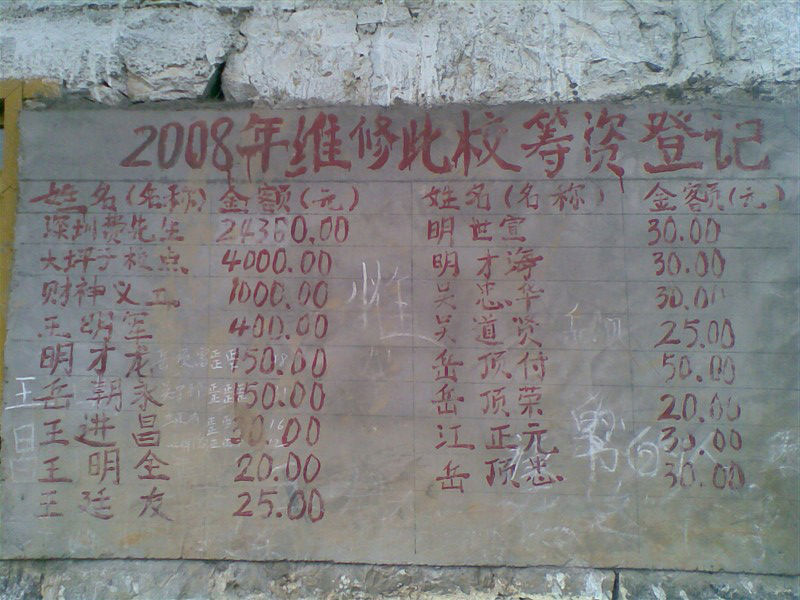 2008年维修此校筹资登记
姓名(名称) 金额(元) 姓名(名称) 金额(元)
深圳费先生 24380.00 明世宣 30.00
大坪子校点 4000.00 明才海 30.00
财神义工 1000.00 吴忠华 30.00
王明军 400.00 吴道贤 25.00
明才龙 50.00 岳顶付 50.00
岳朝永 50.00 岳顶荣 20.00
王进昌 30.00 江正元 30.00
王明全 20.00 岳顶忠 30.00
王廷友 25.00